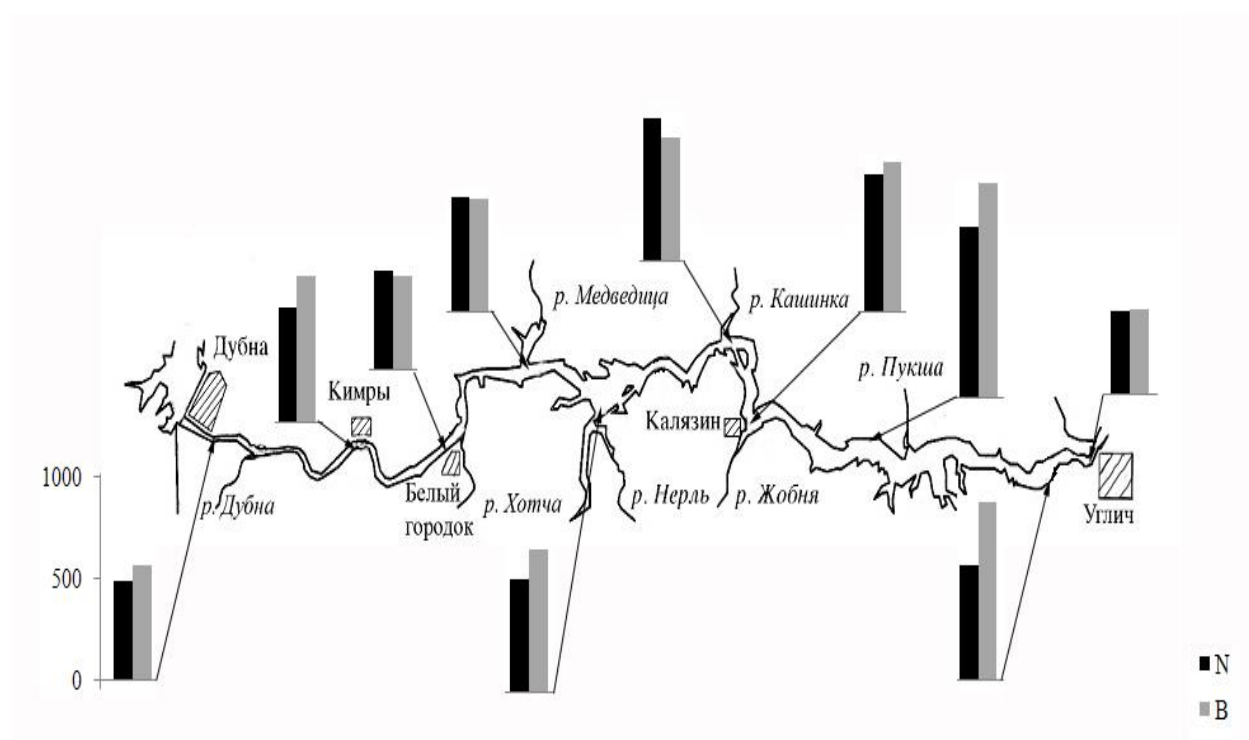 р. Медведица
р. Кашинка
Дубна
р. Пукша
Кимры
Калязин
1000
Белый
городок
р. Дубна
р. Хотча
р. Нерль
р. Жобня
Углич
500
0
N
B